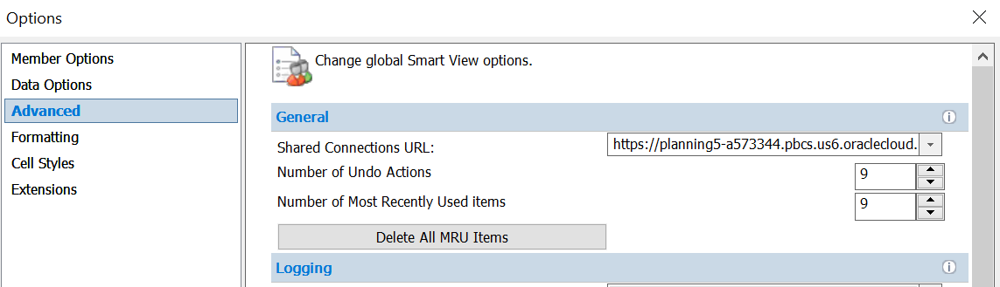 Options
Member Options
Data Options
Advanced
Formatting
Cell Styles
Extensions
Change global Smart View options.
General
Shared Connections URL: https://planning5-a573344.pbcs.us6.oraclecloud.
Number of Undo Actions 9
Number of Most Recently Used items 9
Delete All MRU Items
Logging